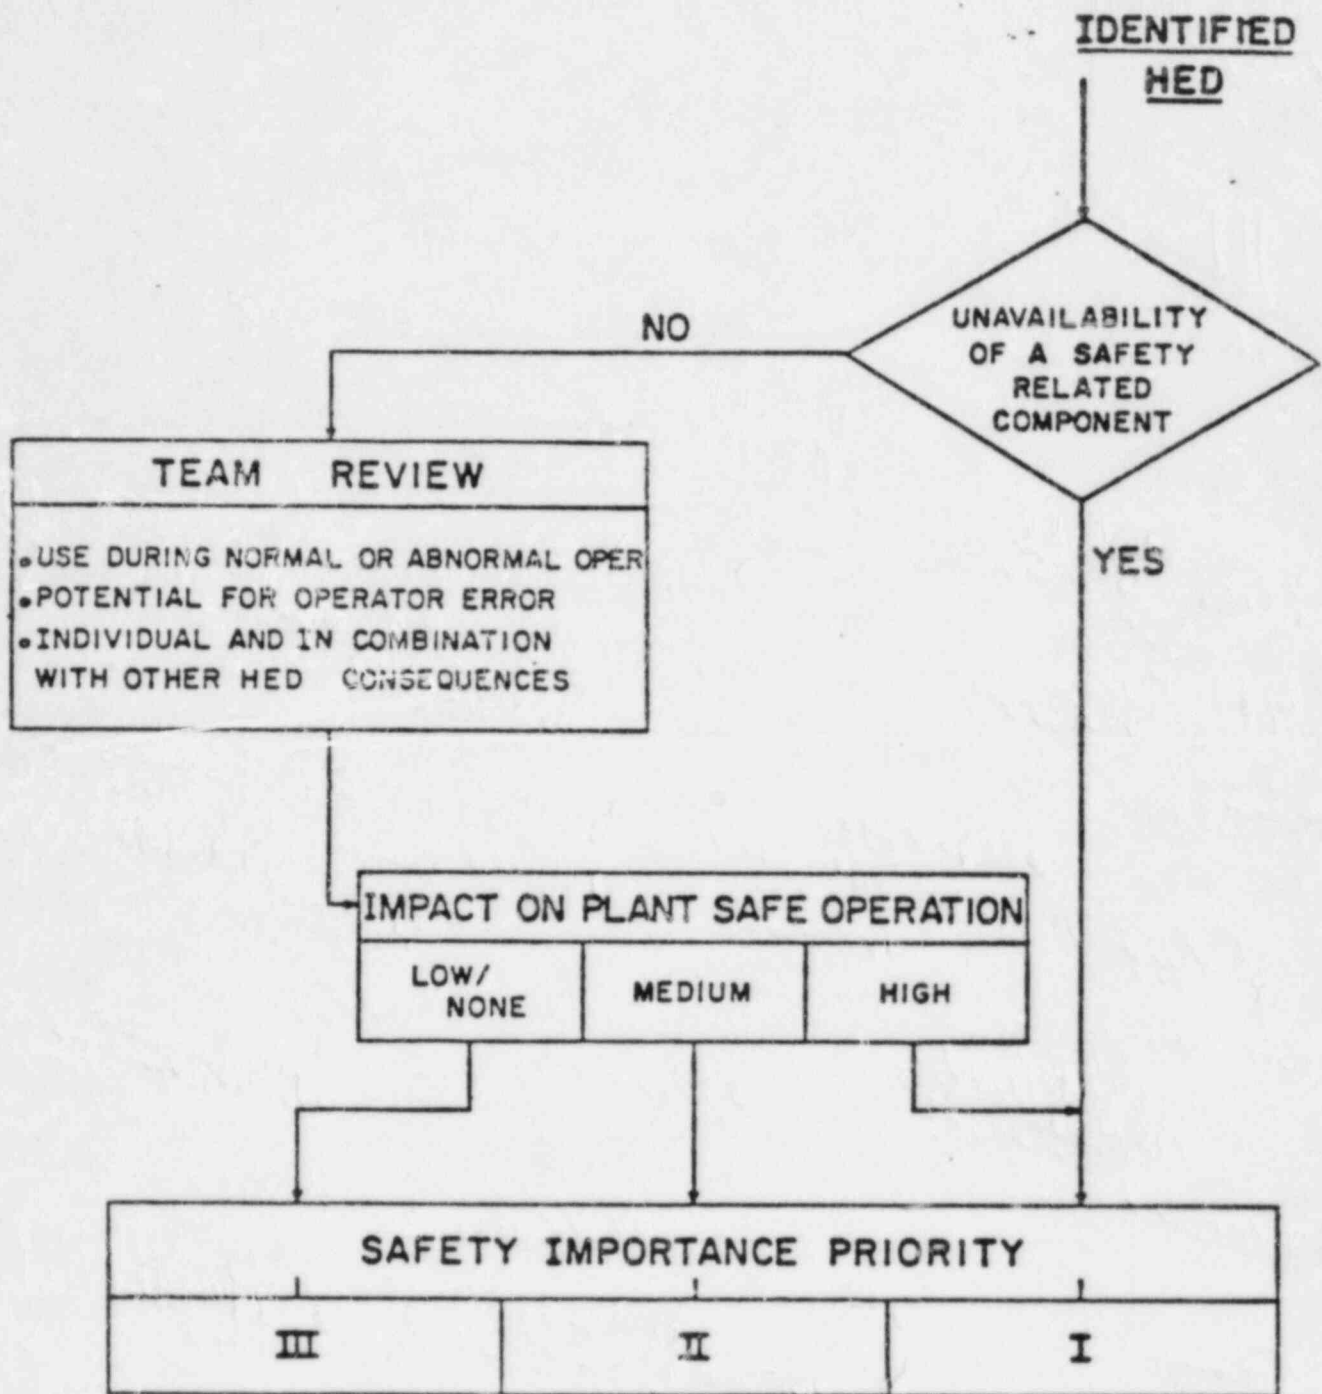 IDENTIFIED
HED
UNAVAILABILITY
OF A SAFETY
RELATED
COMPONENT
NO
YES
TEAM REVIEW
• USE DURING NORMAL OR ABNORMAL OPER
• POTENTIAL FOR OPERATOR ERROR
• INDIVIDUAL AND IN COMBINATION
WITH OTHER HED CONSEQUENCES
IMPACT ON PLANT SAFE OPERATION
LOW/
NONE
MEDIUM
HIGH
SAFETY IMPORTANCE PRIORITY
III
II
I